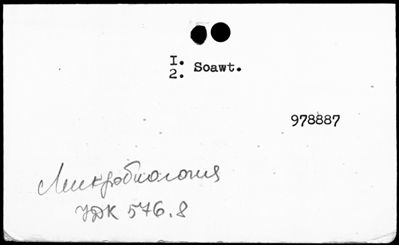 I.
2. Soawt.
978887
Микробиология
УДК 576.8